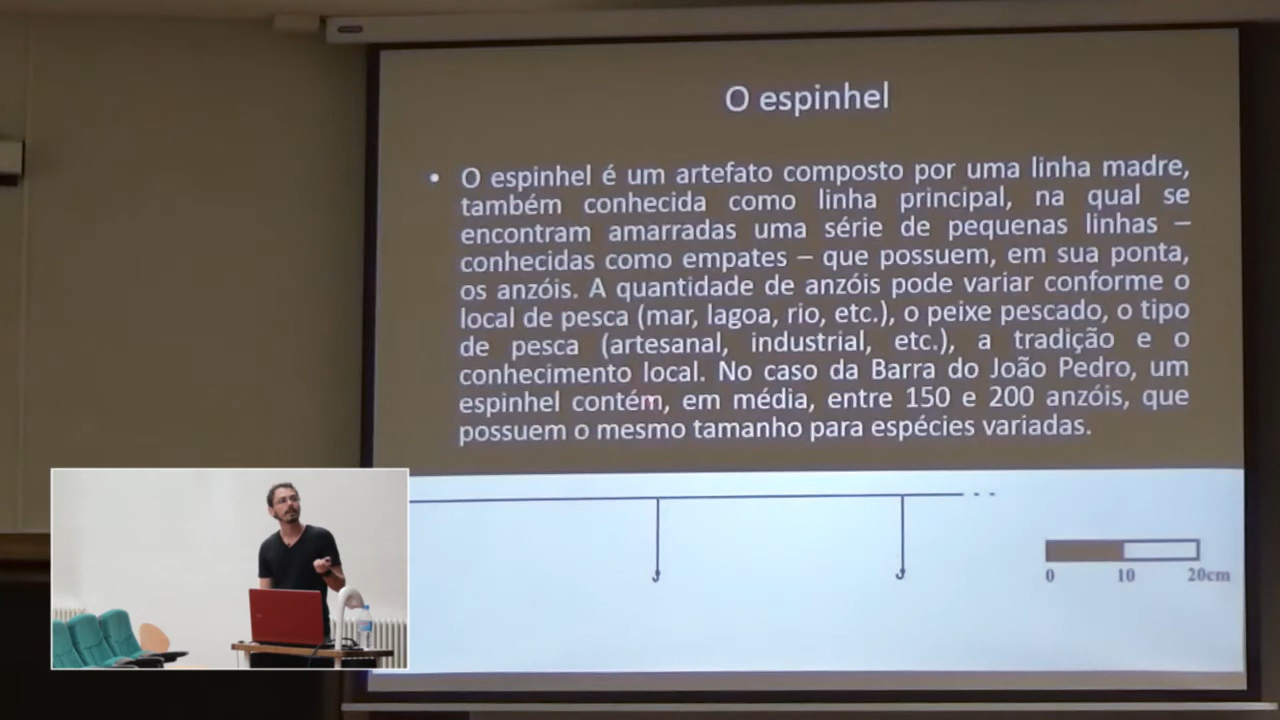 O espinhel
• O espinhel é um artefato composto por uma linha madre,
também conhecida como linha principal, na qual se
encontram amarradas uma série de pequenas linhas –
conhecidas como empates – que possuem, em sua ponta,
os anzóis. A quantidade de anzóis pode variar conforme o
local de pesca (mar, lagoa, rio, etc.), o peixe pescado, o tipo
de pesca (artesanal, industrial, etc.), a tradição e o
conhecimento local. No caso da Barra do João Pedro, um
espinhel contém, em média, entre 150 e 200 anzóis, que
possuem o mesmo tamanho para espécies variadas.
0 10 20cm